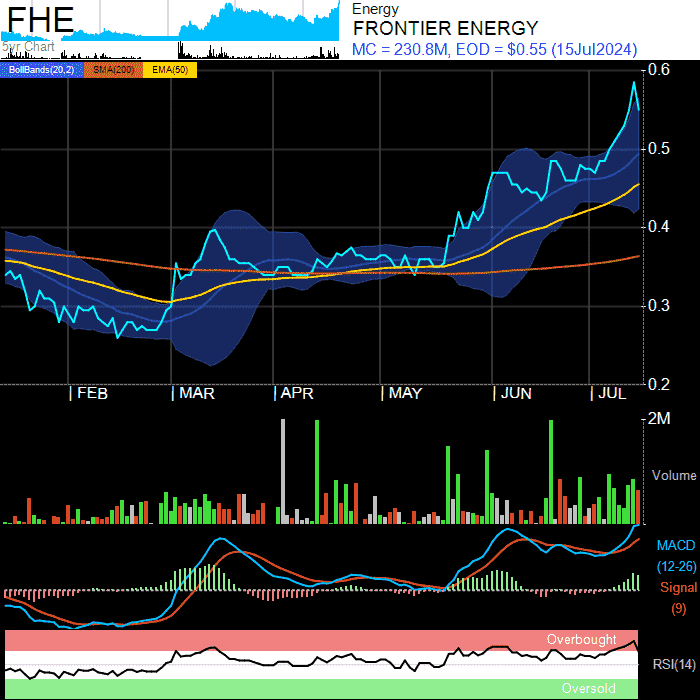 FHE
5yr Chart
Energy
FRONTIER ENERGY
MC = 230.8M, EOD = $0.55 (15Jul2024)
BollBands(20,2) SMA(200) EMA(50)
0.6
0.5
0.4
0.3
0.2
FEB MAR APR MAY JUN JUL
2M
Volume
MACD
(12-26)
Signal
(9)
Overbought
RSI(14)
Oversold